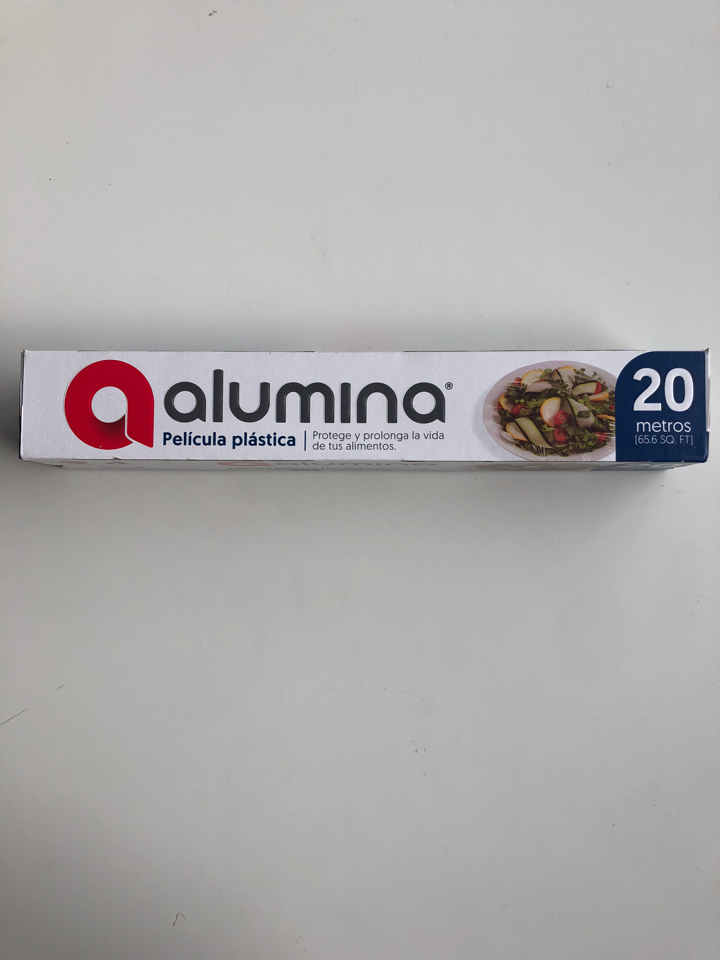 alumina®
Película plástica | Protege y prolonga la vida
de tus alimentos.
20
metros
[65.6 SQ. FT]